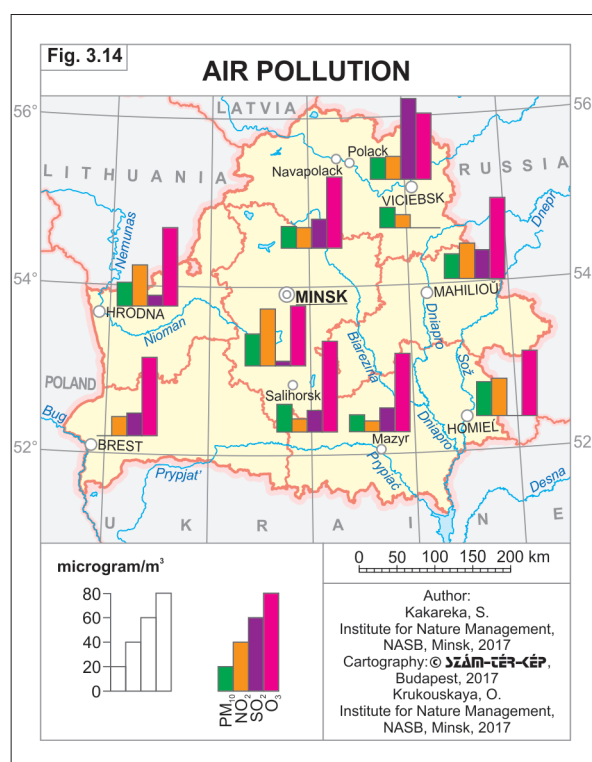 Fig. 3.14
AIR POLLUTION
56°
56
LATVIA
LITHUANIA
RUSSIA
Polack
Navapolack
VICIEBSK
Dnepr
Nemunas
54°
54
MINSK
MAHILIOŬ
HRODNA
Nioman
Dniapro
Biarezina
Sož
POLAND
Salihorsk
Bug
BREST
Mazyr
Dniapro
HOMIEL
52°
52
Prypjat'
Prypiać
Desna
UKRAINE
microgram/m³
80
60
40
20
0
PM₁₀
NO₂
SO₂
O₃
0 50 100 150 200 km
Author:
Kakareka, S.
Institute for Nature Management,
NASB, Minsk, 2017
Cartography: © SZÁM-TÉR-KÉP,
Budapest, 2017
Krukouskaya, O.
Institute for Nature Management,
NASB, Minsk, 2017